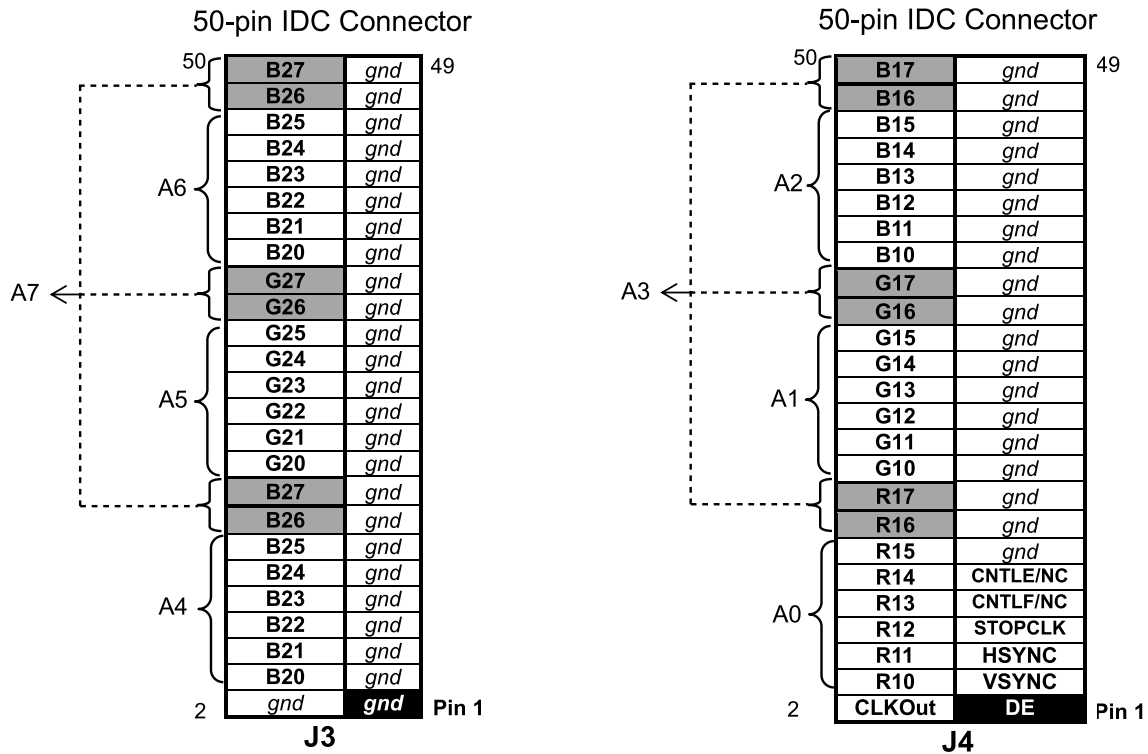 50-pin IDC Connector
50 B27 gnd 49
B26 gnd
B25 gnd
B24 gnd
B23 gnd
A6 B22 gnd
B21 gnd
B20 gnd
G27 gnd
A7 G26 gnd
G25 gnd
G24 gnd
G23 gnd
A5 G22 gnd
G21 gnd
G20 gnd
B27 gnd
B26 gnd
B25 gnd
B24 gnd
A4 B23 gnd
B22 gnd
B21 gnd
B20 gnd
2 gnd gnd Pin 1
J3
50-pin IDC Connector
50 B17 gnd 49
B16 gnd
B15 gnd
B14 gnd
A2 B13 gnd
B12 gnd
B11 gnd
B10 gnd
A3 G17 gnd
G16 gnd
G15 gnd
G14 gnd
G13 gnd
A1 G12 gnd
G11 gnd
G10 gnd
R17 gnd
R16 gnd
R15 gnd
R14 CNTLE/NC
A0 R13 CNTLF/NC
R12 STOPCLK
R11 HSYNC
R10 VSYNC
2 CLKOut DE Pin 1
J4